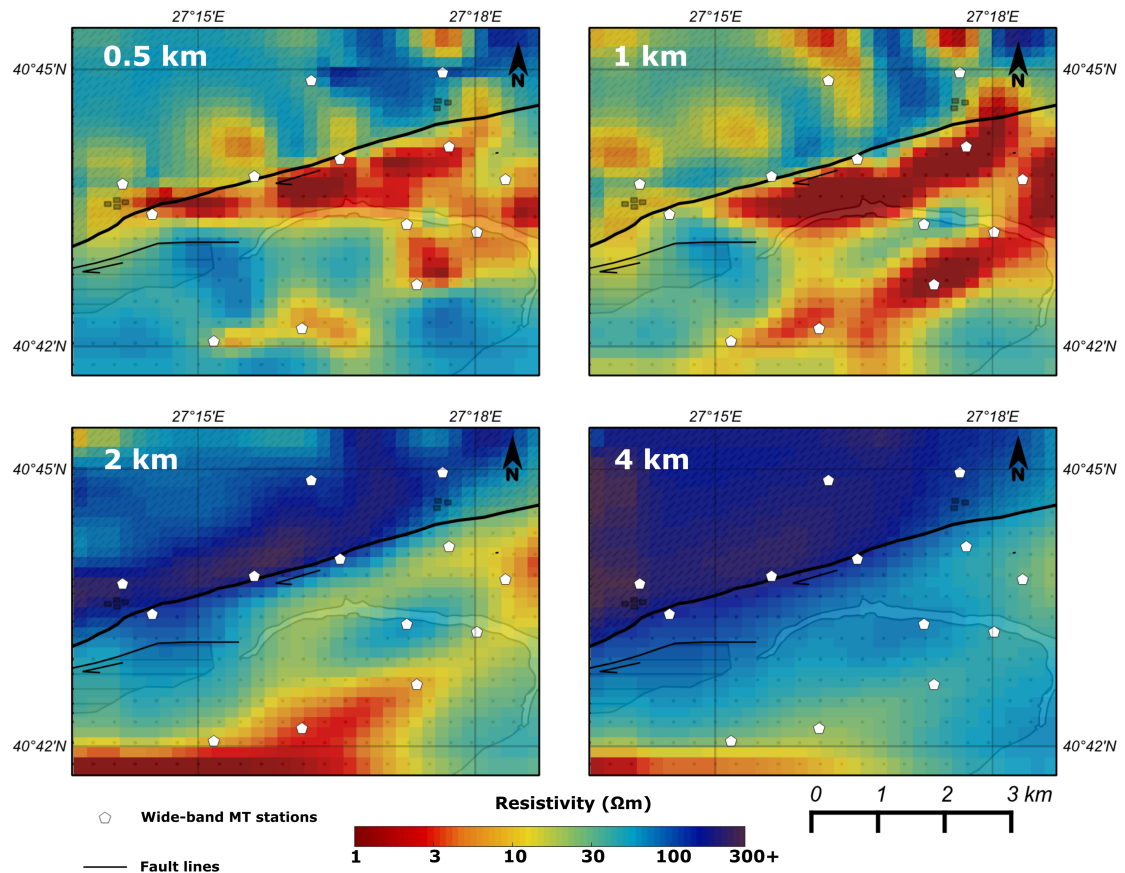 27°15'E 27°18'E 27°15'E 27°18'E
0.5 km 1 km
40°45'N N N 40°45'N
40°42'N 40°42'N
27°15'E 27°18'E 27°15'E 27°18'E
2 km 4 km
40°45'N N N 40°45'N
40°42'N 40°42'N
Resistivity (Ωm)
0 1 2 3 km
Wide-band MT stations
1 3 10 30 100 300+
Fault lines